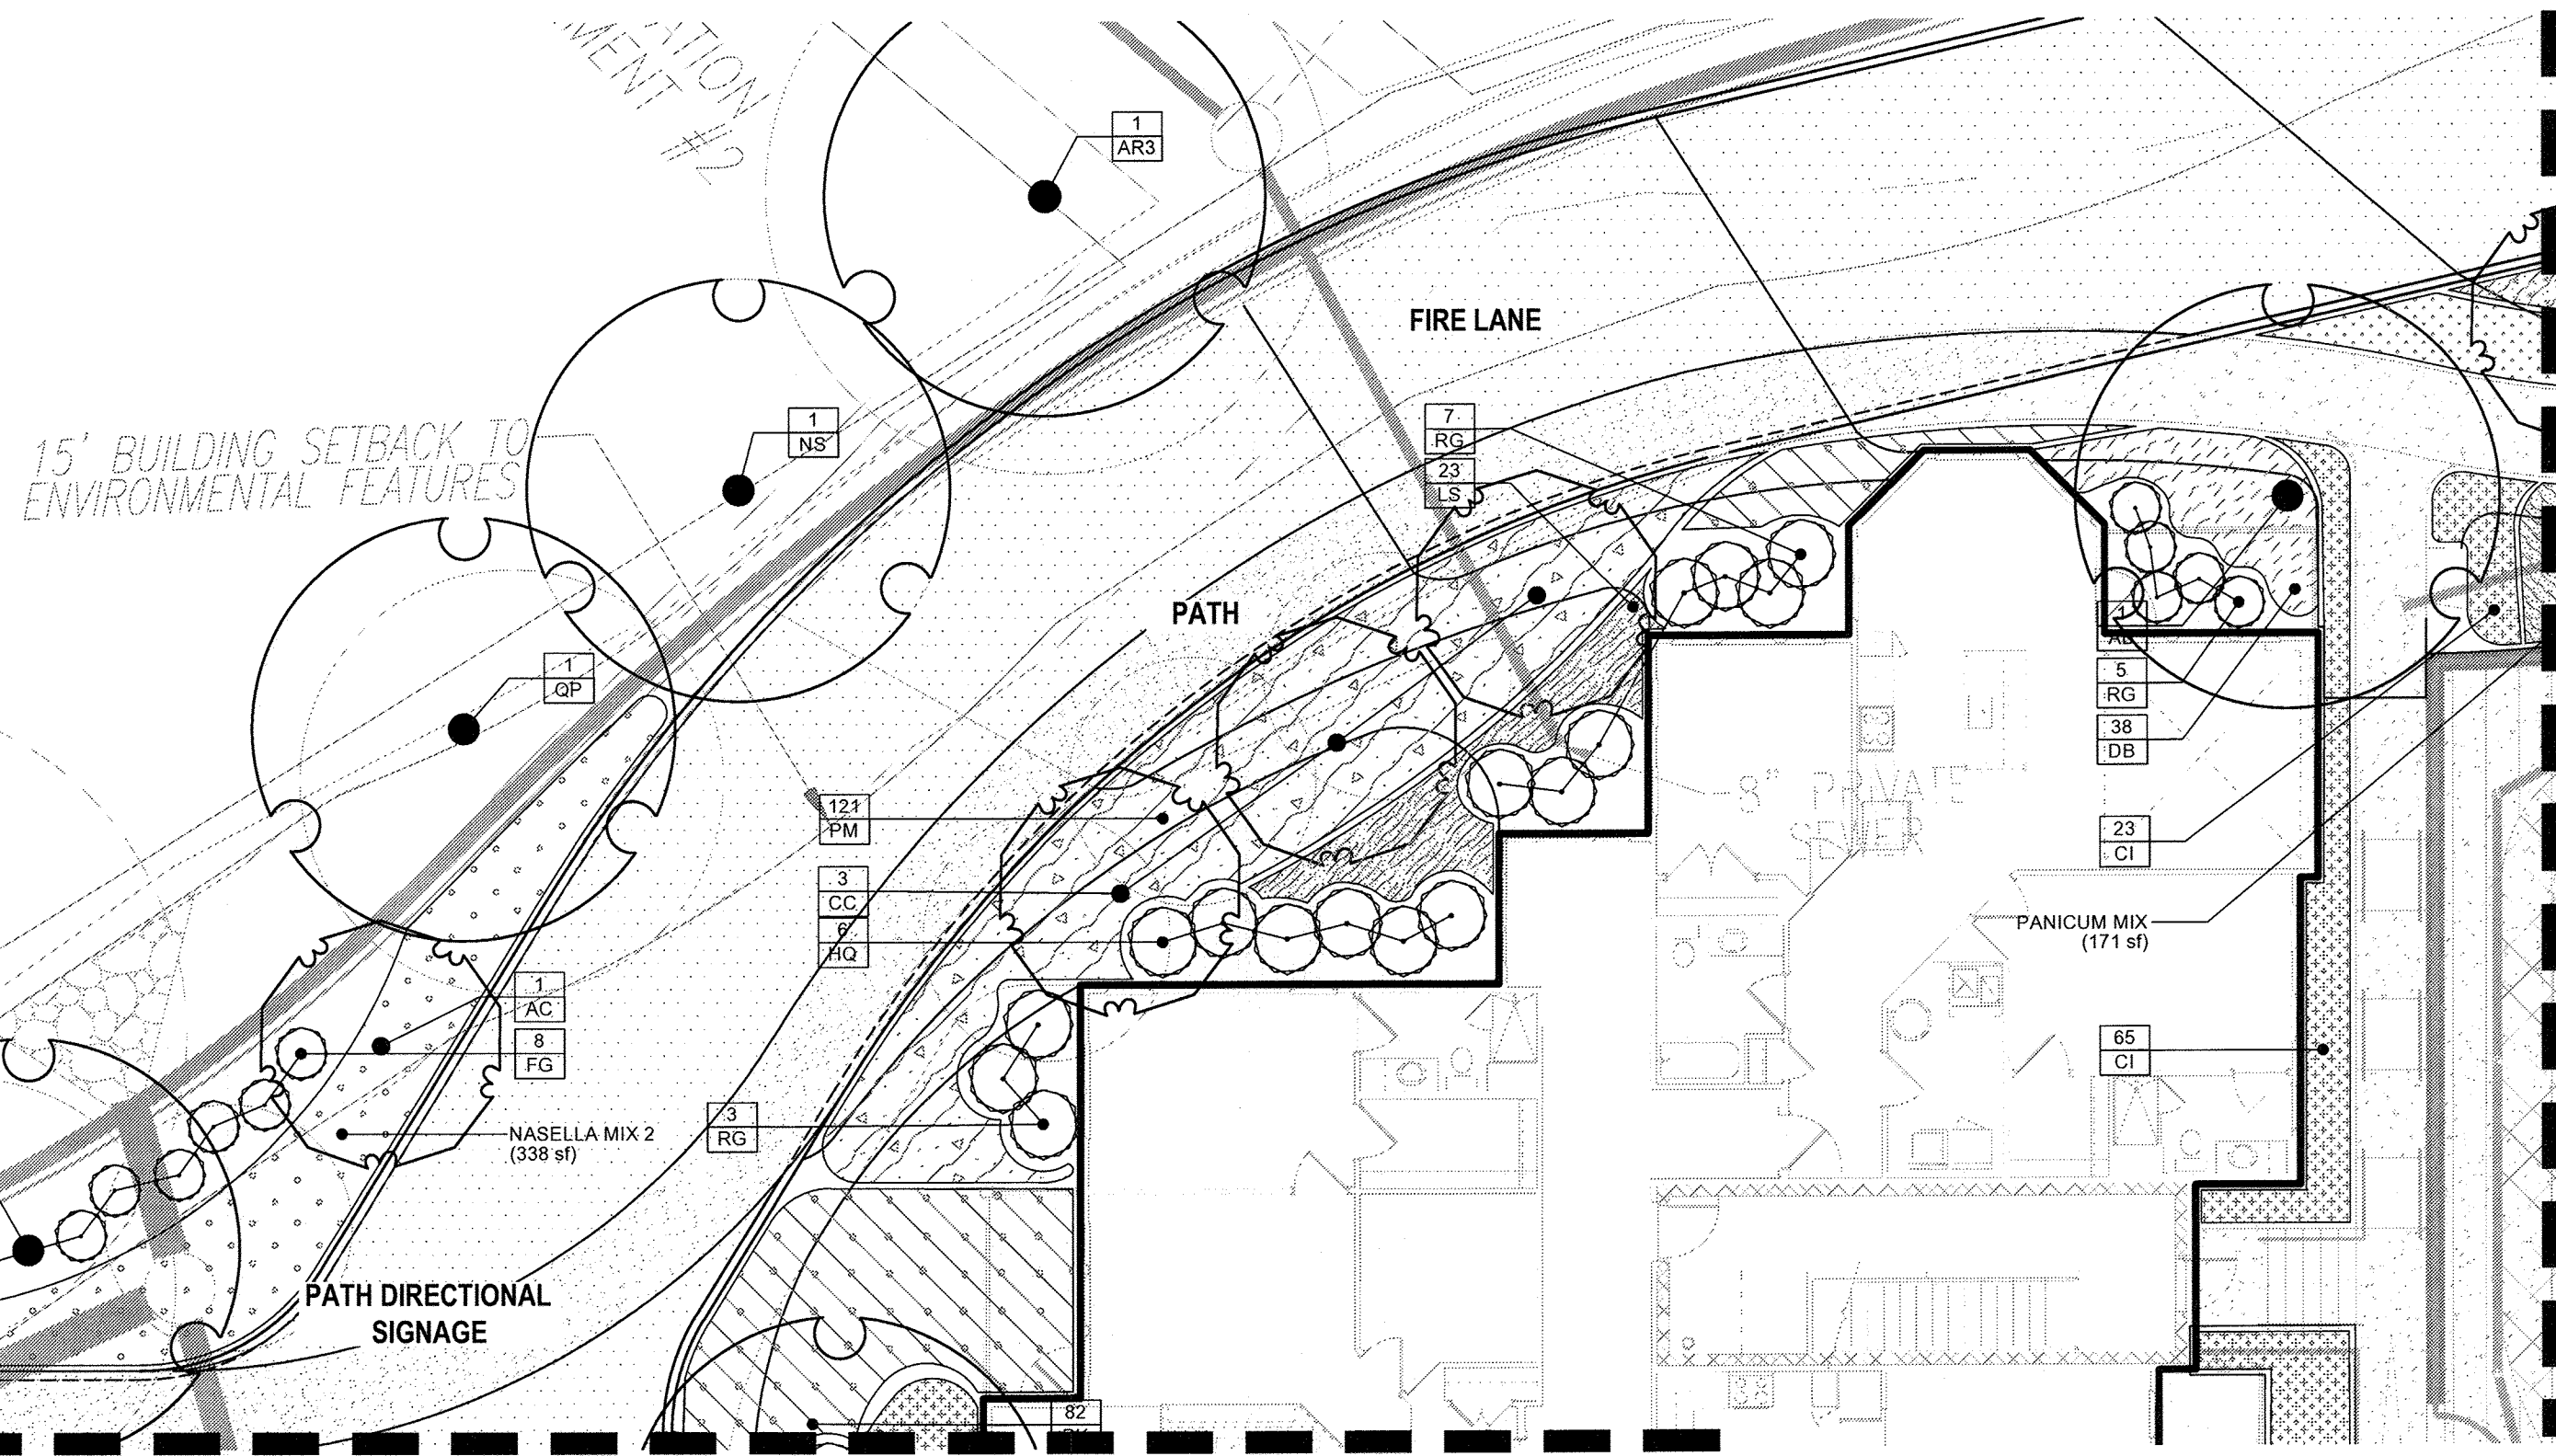 ATION
MENT #2
1
AR3
FIRE LANE
1
NS
7
RG
23
LS
15' BUILDING SETBACK TO
ENVIRONMENTAL FEATURES
PATH
1
QP
1
5
RG
38
DB
8" PRIVATE
SEWER
121
PM
23
CI
3
CC
6
HQ
PANICUM MIX
(171 sf)
1
AC
8
FG
65
CI
3
RG
NASELLA MIX 2
(338 sf)
PATH DIRECTIONAL
SIGNAGE
82